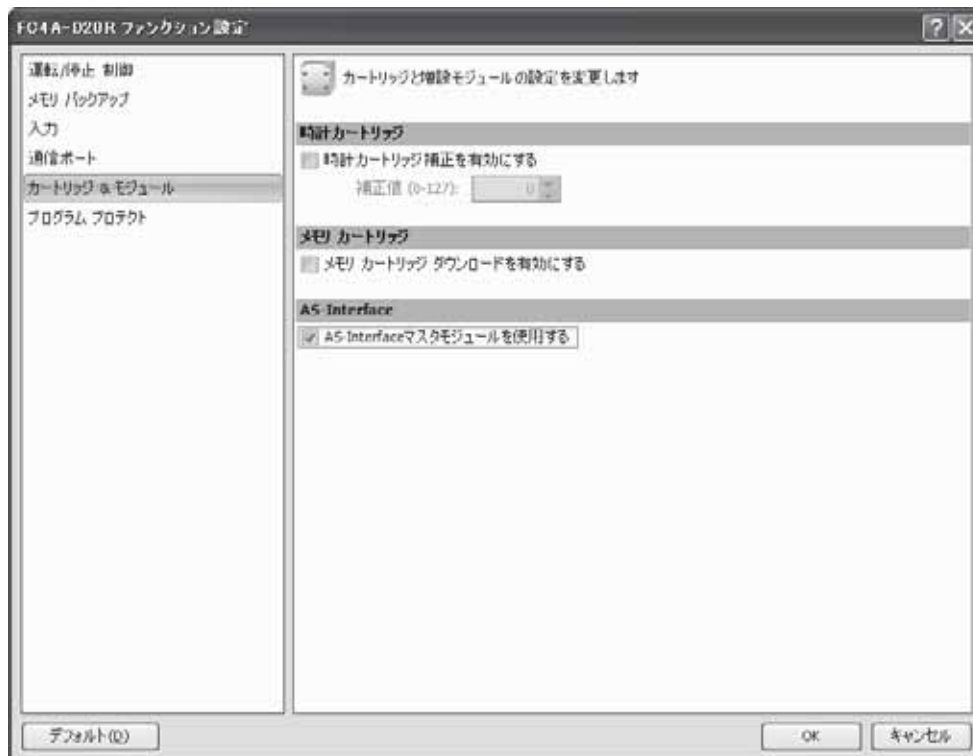 FC4A-D20R ファンクション設定
運転/停止 制御
メモリ バックアップ
入力
通信ポート
カートリッジ & モジュール
プログラム プロテクト
カートリッジと増設モジュールの設定を変更します
時計カートリッジ
時計カートリッジ補正を有効にする
補正値 (0-127): 0
メモリ カートリッジ
メモリ カートリッジ ダウンロードを有効にする
AS-Interface
AS-Interfaceマスタモジュールを使用する
デフォルト(D) OK キャンセル